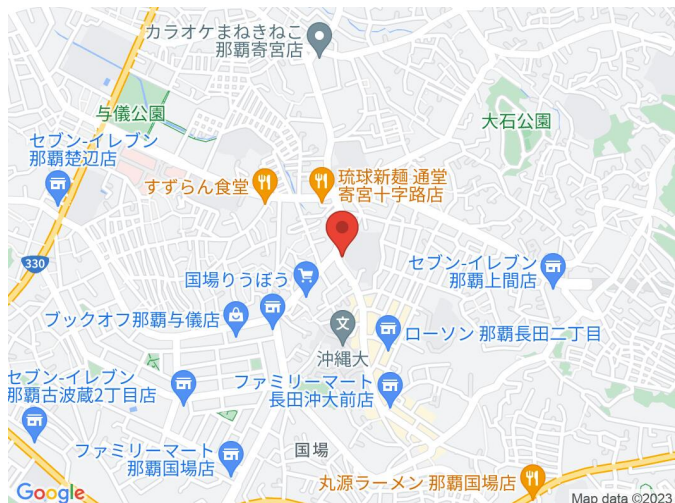 カラオケまねきねこ
那覇寄宮店
与儀公園
大石公園
セブン-イレブン
那覇楚辺店
すずらん食堂
琉球新麺 通堂
寄宮十字路店
330
国場りうぼう
セブン-イレブン
那覇上間店
ブックオフ那覇与儀店
ローソン 那覇長田二丁目
文
沖縄大
セブン-イレブン
那覇古波蔵2丁目店
ファミリーマート
長田沖大前店
国場
ファミリーマート
那覇国場店
丸源ラーメン 那覇国場店
Google
Map data ©2023